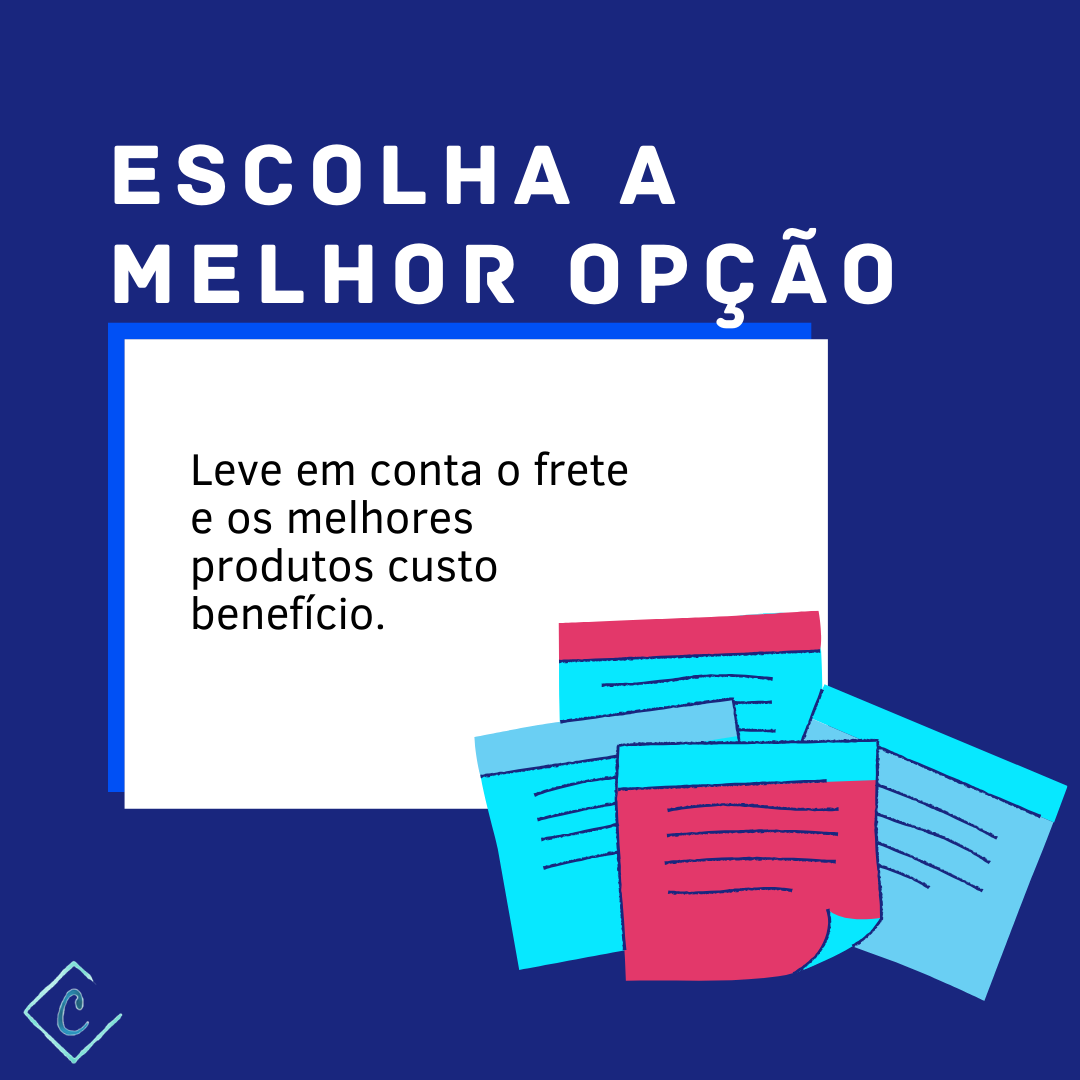 ESCOLHA A
MELHOR OPÇÃO
Leve em conta o frete
e os melhores
produtos custo
benefício.
C